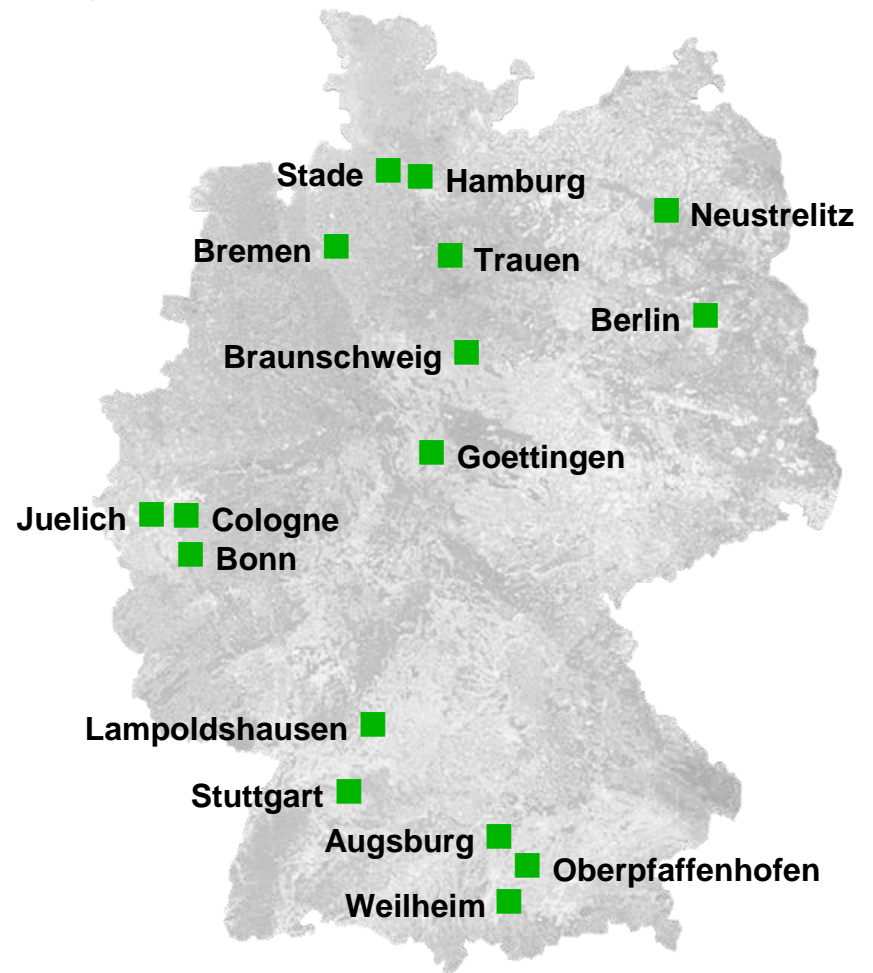 Stade
Hamburg
Neustrelitz
Bremen
Trauen
Berlin
Braunschweig
Goettingen
Juelich
Cologne
Bonn
Lampoldshausen
Stuttgart
Augsburg
Oberpfaffenhofen
Weilheim